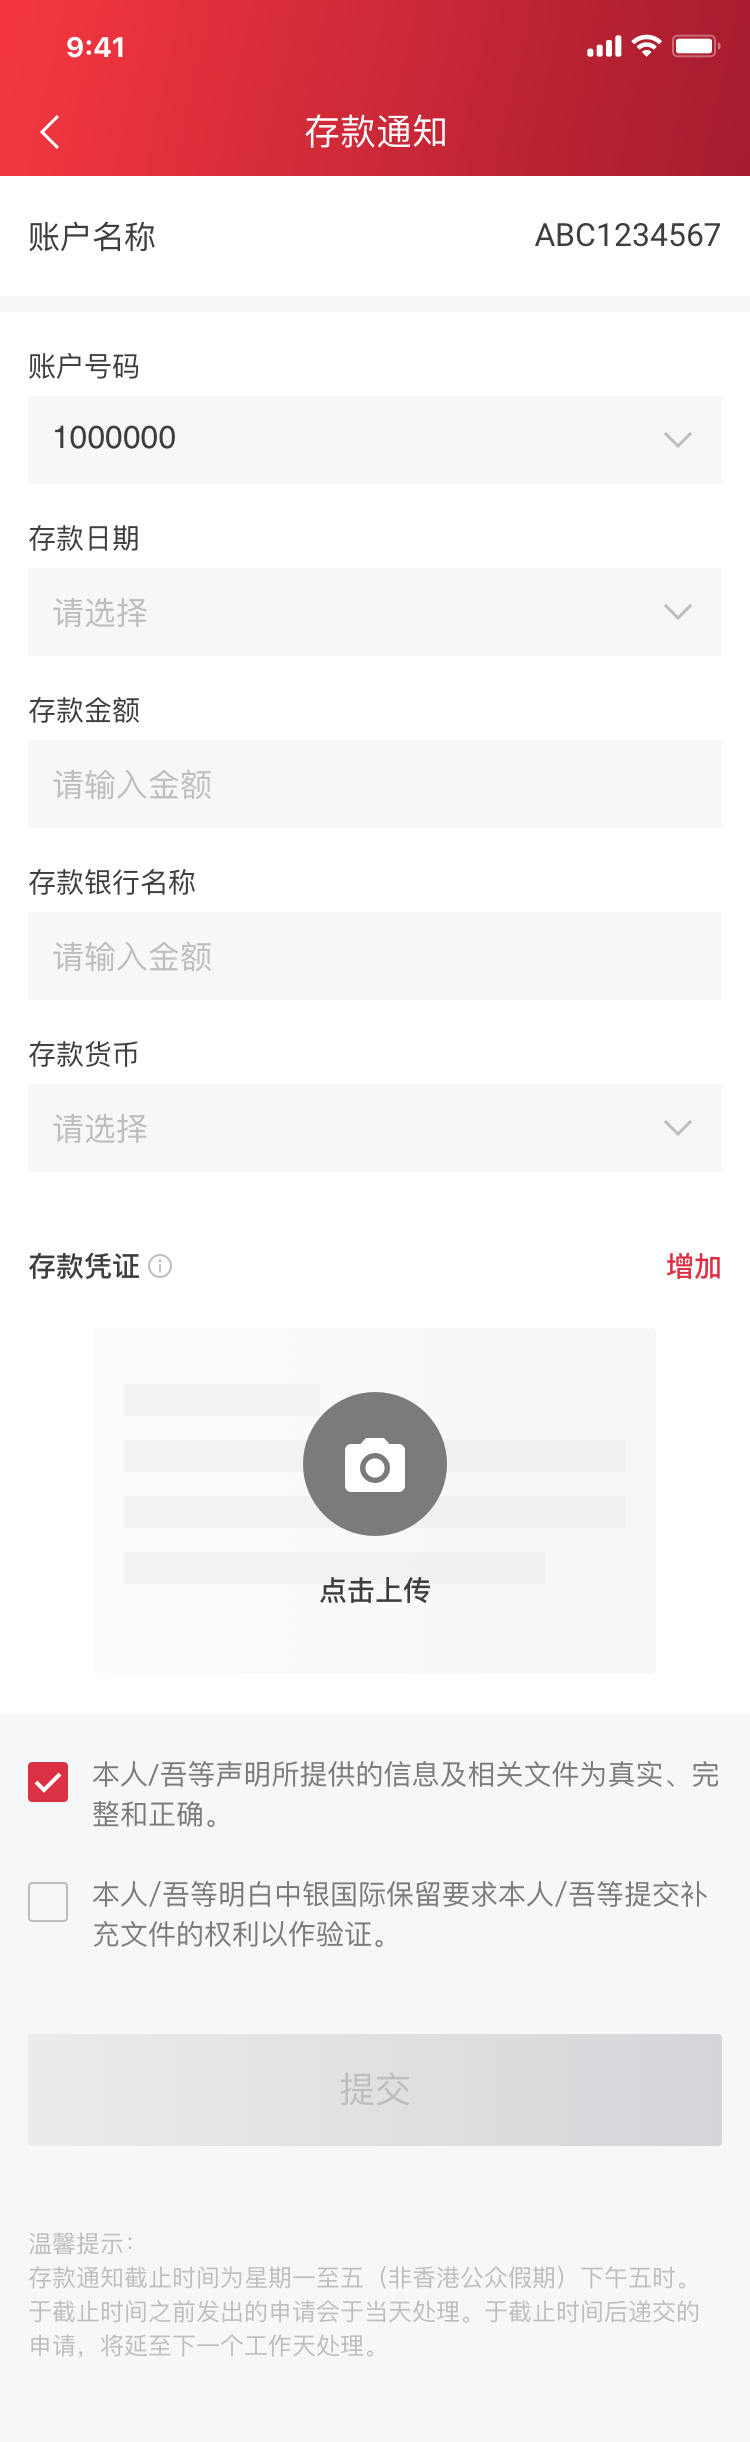 9:41
存款通知
账户名称
ABC1234567
账户号码
1000000
存款日期
请选择
存款金额
请输入金额
存款银行名称
请输入金额
存款货币
请选择
存款凭证
增加
点击上传
本人/吾等声明所提供的信息及相关文件为真实、完
整和正确。
本人/吾等明白中银国际保留要求本人/吾等提交补
充文件的权利以作验证。
提交
温馨提示：
存款通知截止时间为星期一至五（非香港公众假期）下午五时。
于截止时间之前发出的申请会于当天处理。于截止时间后递交的
申请，将延至下一个工作天处理。